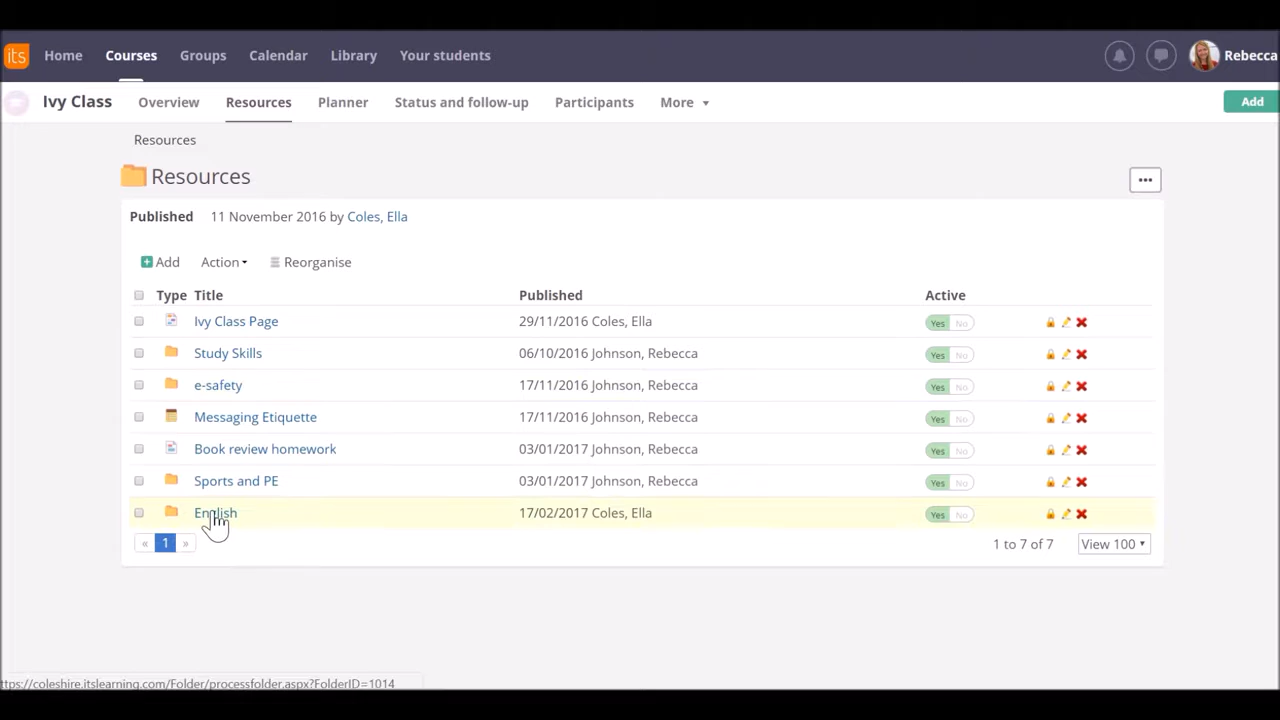 its Home Courses Groups Calendar Library Your students Rebecca
Ivy Class Overview Resources Planner Status and follow-up Participants More Add
Resources
Resources
Published 11 November 2016 by Coles, Ella
Add Action Reorganise
Type Title Published Active
Ivy Class Page 29/11/2016 Coles, Ella Yes No
Study Skills 06/10/2016 Johnson, Rebecca Yes No
e-safety 17/11/2016 Johnson, Rebecca Yes No
Messaging Etiquette 17/11/2016 Johnson, Rebecca Yes No
Book review homework 03/01/2017 Johnson, Rebecca Yes No
Sports and PE 03/01/2017 Johnson, Rebecca Yes No
English 17/02/2017 Coles, Ella Yes No
« 1 » 1 to 7 of 7 View 100
ttps://coleshire.itslearning.com/Folder/processfolder.aspx?FolderID=1014